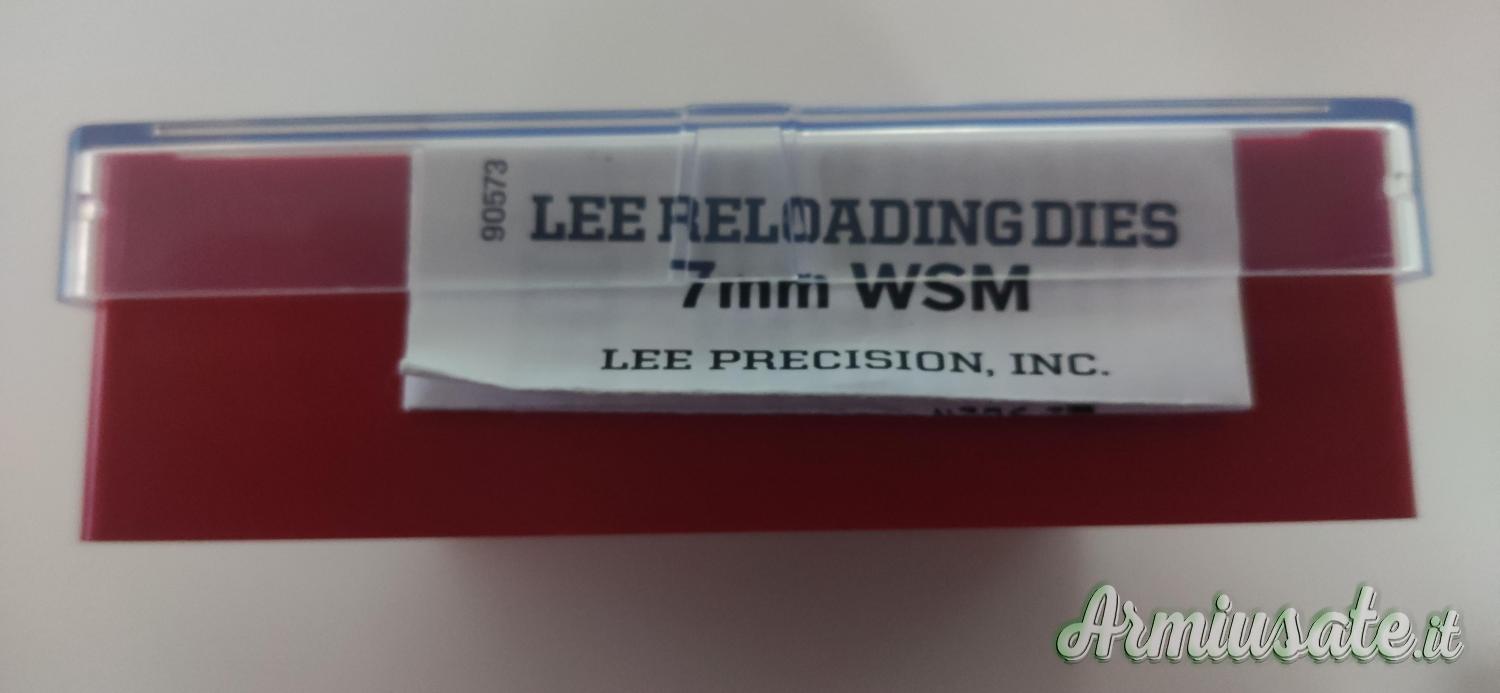 90573
LEE RELOADING DIES
7mm WSM
LEE PRECISION, INC.
Armiusate.it